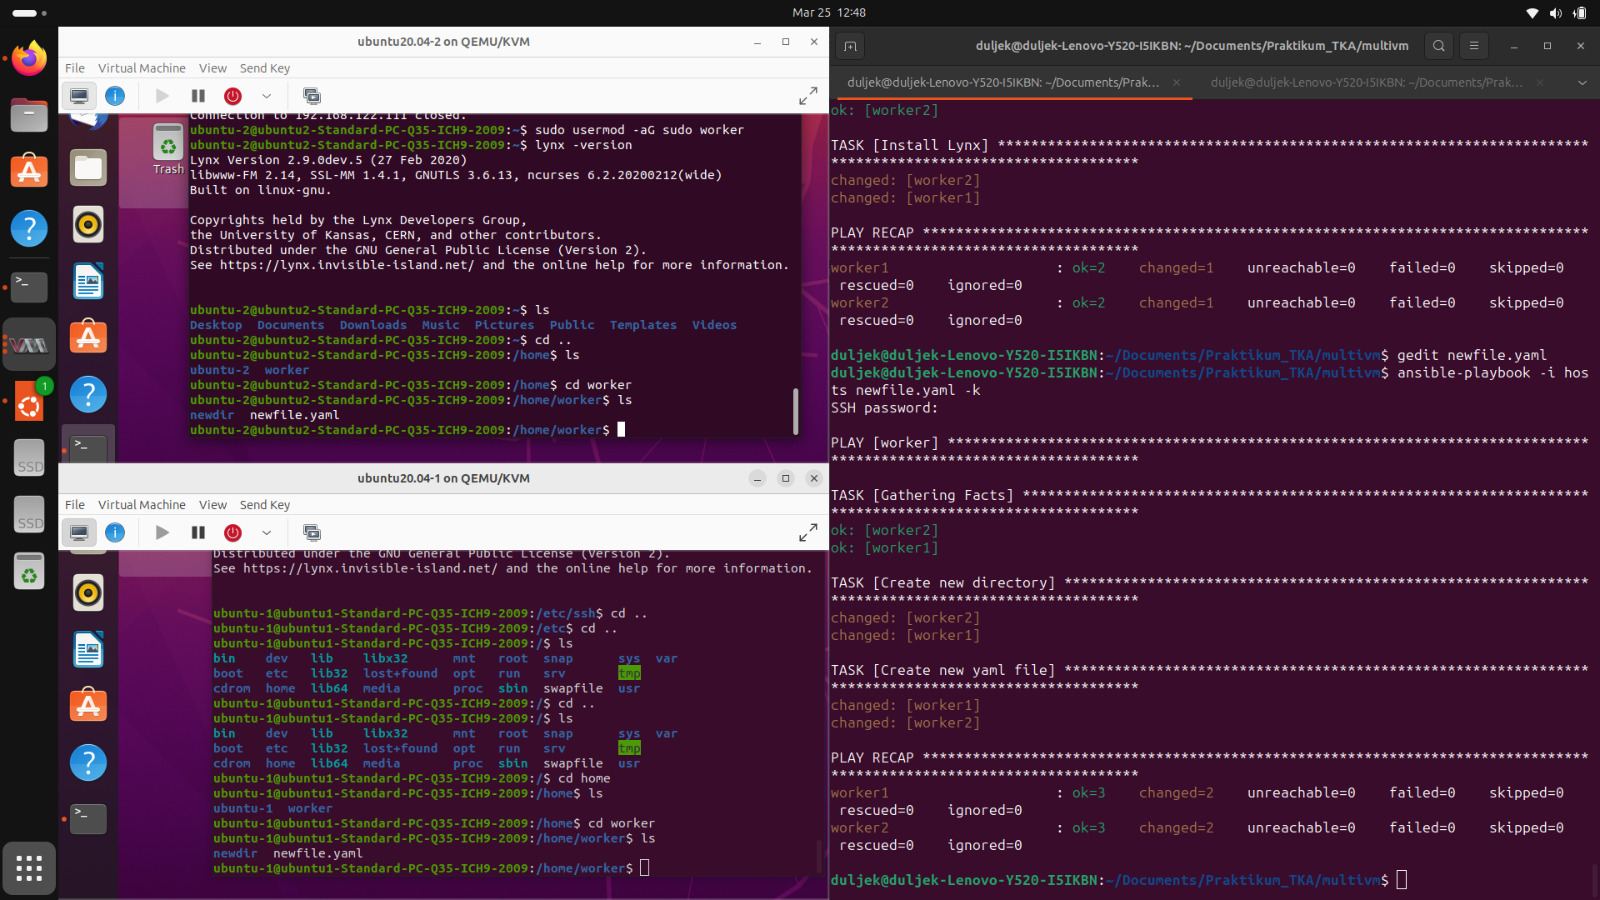 Mar 25 12:48
ubuntu20.04-2 on QEMU/KVM
File Virtual Machine View Send Key
Connection to 192.168.122.111 closed.
ubuntu-2@ubuntu2-Standard-PC-Q35-ICH9-2009:~$ sudo usermod -aG sudo worker
ubuntu-2@ubuntu2-Standard-PC-Q35-ICH9-2009:~$ lynx -version
Lynx Version 2.9.0dev.5 (27 Feb 2020)
libwww-FM 2.14, SSL-MM 1.4.1, GNUTLS 3.6.13, ncurses 6.2.20200212(wide)
Built on linux-gnu.
Copyrights held by the Lynx Developers Group,
the University of Kansas, CERN, and other contributors.
Distributed under the GNU General Public License (Version 2).
See https://lynx.invisible-island.net/ and the online help for more information.
ubuntu-2@ubuntu2-Standard-PC-Q35-ICH9-2009:~$ ls
Desktop Documents Downloads Music Pictures Public Templates Videos
ubuntu-2@ubuntu2-Standard-PC-Q35-ICH9-2009:~$ cd ..
ubuntu-2@ubuntu2-Standard-PC-Q35-ICH9-2009:/home$ ls
ubuntu-2 worker
ubuntu-2@ubuntu2-Standard-PC-Q35-ICH9-2009:/home$ cd worker
ubuntu-2@ubuntu2-Standard-PC-Q35-ICH9-2009:/home/worker$ ls
newdir newfile.yaml
ubuntu-2@ubuntu2-Standard-PC-Q35-ICH9-2009:/home/worker$
Trash
1
SSD
SSD
ubuntu20.04-1 on QEMU/KVM
File Virtual Machine View Send Key
Distributed under the GNU General Public License (Version 2).
See https://lynx.invisible-island.net/ and the online help for more information.
ubuntu-1@ubuntu1-Standard-PC-Q35-ICH9-2009:/etc/ssh$ cd ..
ubuntu-1@ubuntu1-Standard-PC-Q35-ICH9-2009:/etc$ cd ..
ubuntu-1@ubuntu1-Standard-PC-Q35-ICH9-2009:/$ ls
bin dev lib libx32 mnt root snap sys var
boot etc lib32 lost+found opt run srv tmp
cdrom home lib64 media proc sbin swapfile usr
ubuntu-1@ubuntu1-Standard-PC-Q35-ICH9-2009:/$ cd ..
ubuntu-1@ubuntu1-Standard-PC-Q35-ICH9-2009:/$ ls
bin dev lib libx32 mnt root snap sys var
boot etc lib32 lost+found opt run srv tmp
cdrom home lib64 media proc sbin swapfile usr
ubuntu-1@ubuntu1-Standard-PC-Q35-ICH9-2009:/$ cd home
ubuntu-1@ubuntu1-Standard-PC-Q35-ICH9-2009:/home$ ls
ubuntu-1 worker
ubuntu-1@ubuntu1-Standard-PC-Q35-ICH9-2009:/home$ cd worker
ubuntu-1@ubuntu1-Standard-PC-Q35-ICH9-2009:/home/worker$ ls
newdir newfile.yaml
ubuntu-1@ubuntu1-Standard-PC-Q35-ICH9-2009:/home/worker$
duljek@duljek-Lenovo-Y520-I5IKBN: ~/Documents/Praktikum_TKA/multivm
duljek@duljek-Lenovo-Y520-I5IKBN: ~/Documents/Prak... duljek@duljek-Lenovo-Y520-I5IKBN: ~/Documents/Prak...
ok: [worker2]
TASK [Install Lynx] ***********************************************************************
*************************************
changed: [worker2]
changed: [worker1]
PLAY RECAP ********************************************************************************
*************************************
worker1 : ok=2 changed=1 unreachable=0 failed=0 skipped=0
rescued=0 ignored=0
worker2 : ok=2 changed=1 unreachable=0 failed=0 skipped=0
rescued=0 ignored=0
duljek@duljek-Lenovo-Y520-I5IKBN:~/Documents/Praktikum_TKA/multivm$ gedit newfile.yaml
duljek@duljek-Lenovo-Y520-I5IKBN:~/Documents/Praktikum_TKA/multivm$ ansible-playbook -i hos
ts newfile.yaml -k
SSH password:
PLAY [worker] *****************************************************************************
*************************************
TASK [Gathering Facts] ********************************************************************
*************************************
ok: [worker2]
ok: [worker1]
TASK [Create new directory] ***************************************************************
*************************************
changed: [worker2]
changed: [worker1]
TASK [Create new yaml file] ***************************************************************
*************************************
changed: [worker1]
changed: [worker2]
PLAY RECAP ********************************************************************************
*************************************
worker1 : ok=3 changed=2 unreachable=0 failed=0 skipped=0
rescued=0 ignored=0
worker2 : ok=3 changed=2 unreachable=0 failed=0 skipped=0
rescued=0 ignored=0
duljek@duljek-Lenovo-Y520-I5IKBN:~/Documents/Praktikum_TKA/multivm$